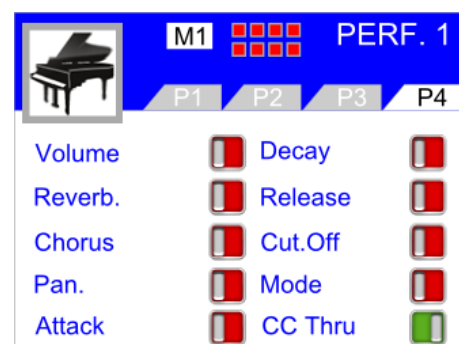 M1 PERF. 1
P1 P2 P3 P4
Volume Decay
Reverb. Release
Chorus Cut.Off
Pan. Mode
Attack CC Thru